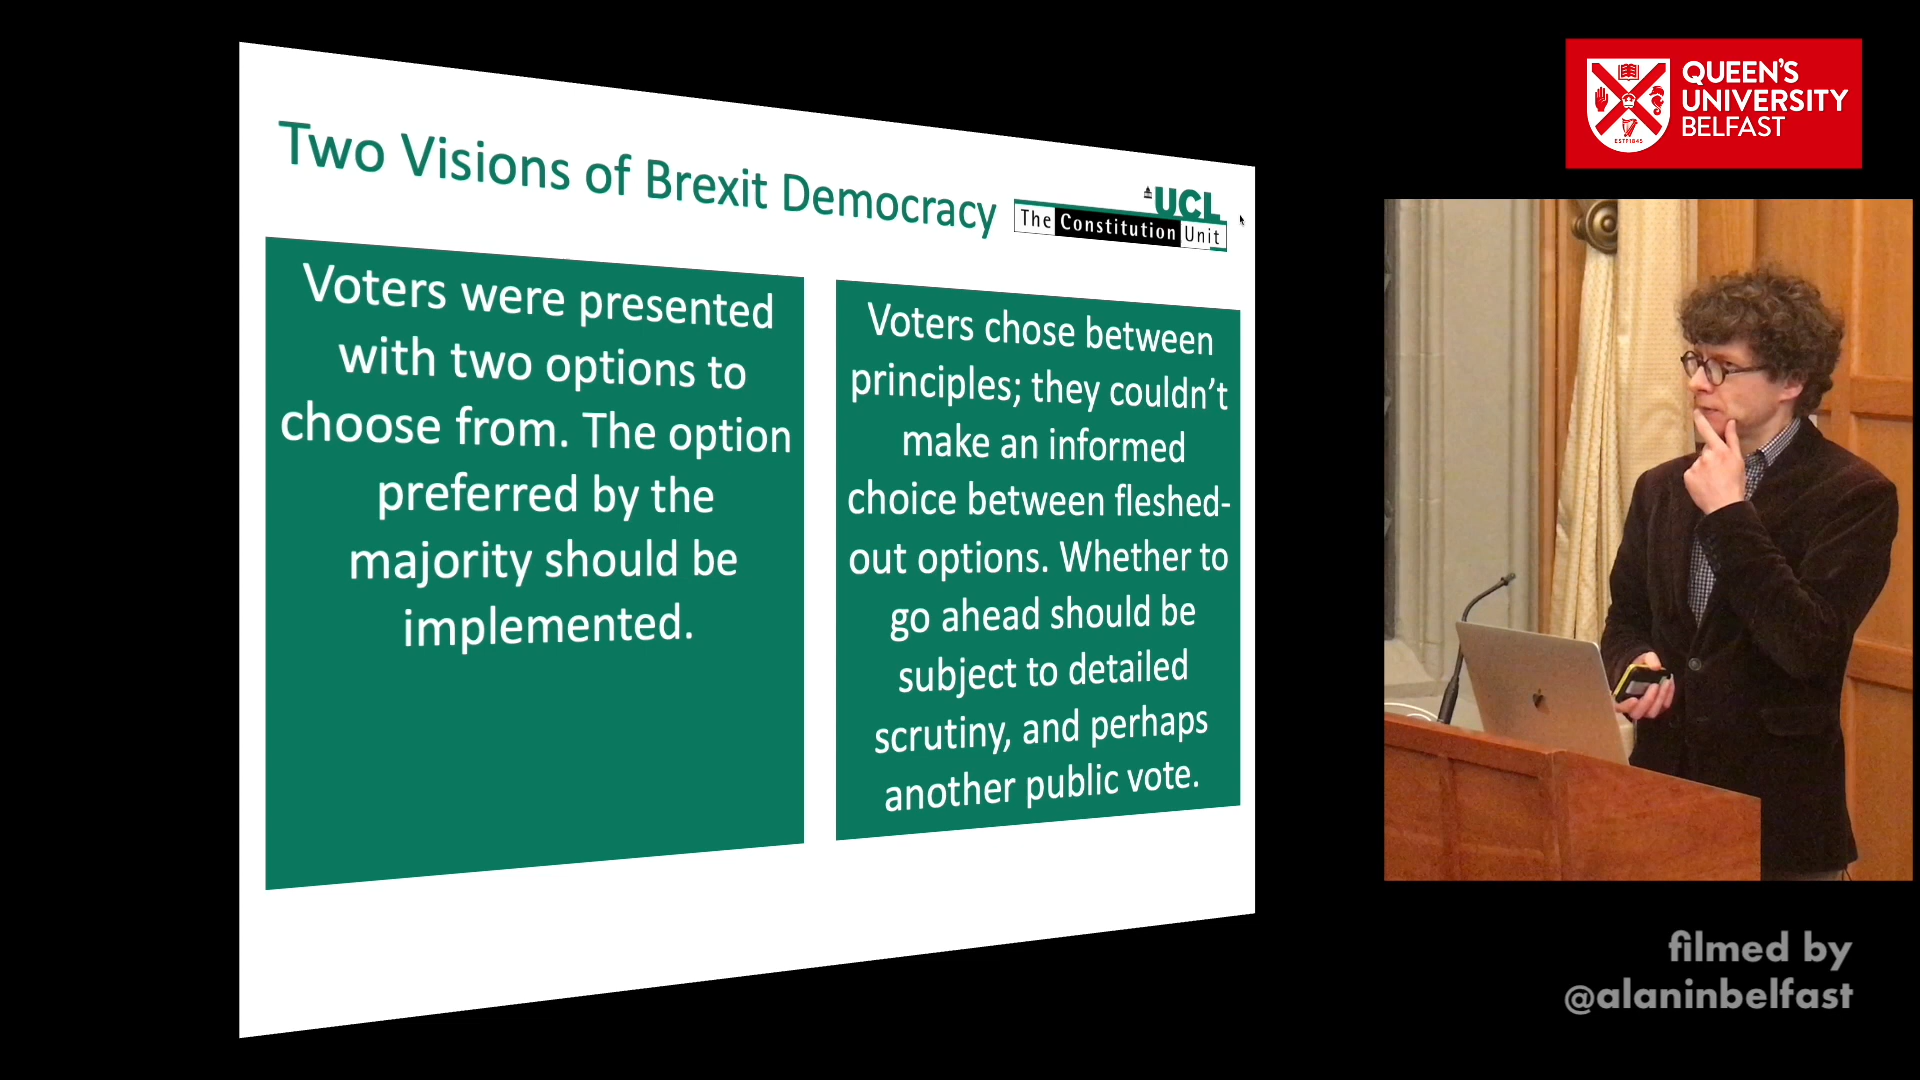 Two Visions of Brexit Democracy
UCL
The Constitution Unit
Voters were presented
with two options to
choose from. The option
preferred by the
majority should be
implemented.
Voters chose between
principles; they couldn’t
make an informed
choice between fleshed-
out options. Whether to
go ahead should be
subject to detailed
scrutiny, and perhaps
another public vote.
QUEEN’S
UNIVERSITY
BELFAST
ESTD1845
filmed by
@alaninbelfast